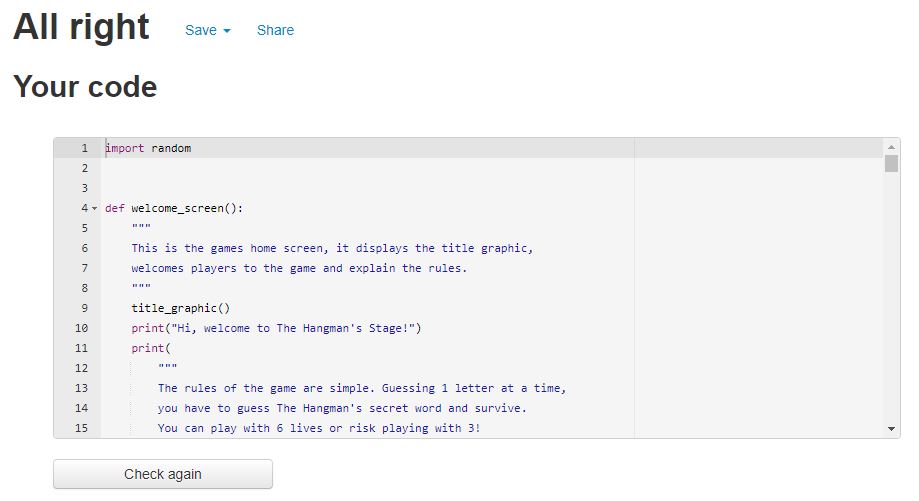 All right Save Share
Your code
1 import random
2
3
4 def welcome_screen():
5 """
6 This is the games home screen, it displays the title graphic,
7 welcomes players to the game and explain the rules.
8 """
9 title_graphic()
10 print("Hi, welcome to The Hangman's Stage!")
11 print(
12 """
13 The rules of the game are simple. Guessing 1 letter at a time,
14 you have to guess The Hangman's secret word and survive.
15 You can play with 6 lives or risk playing with 3!
Check again